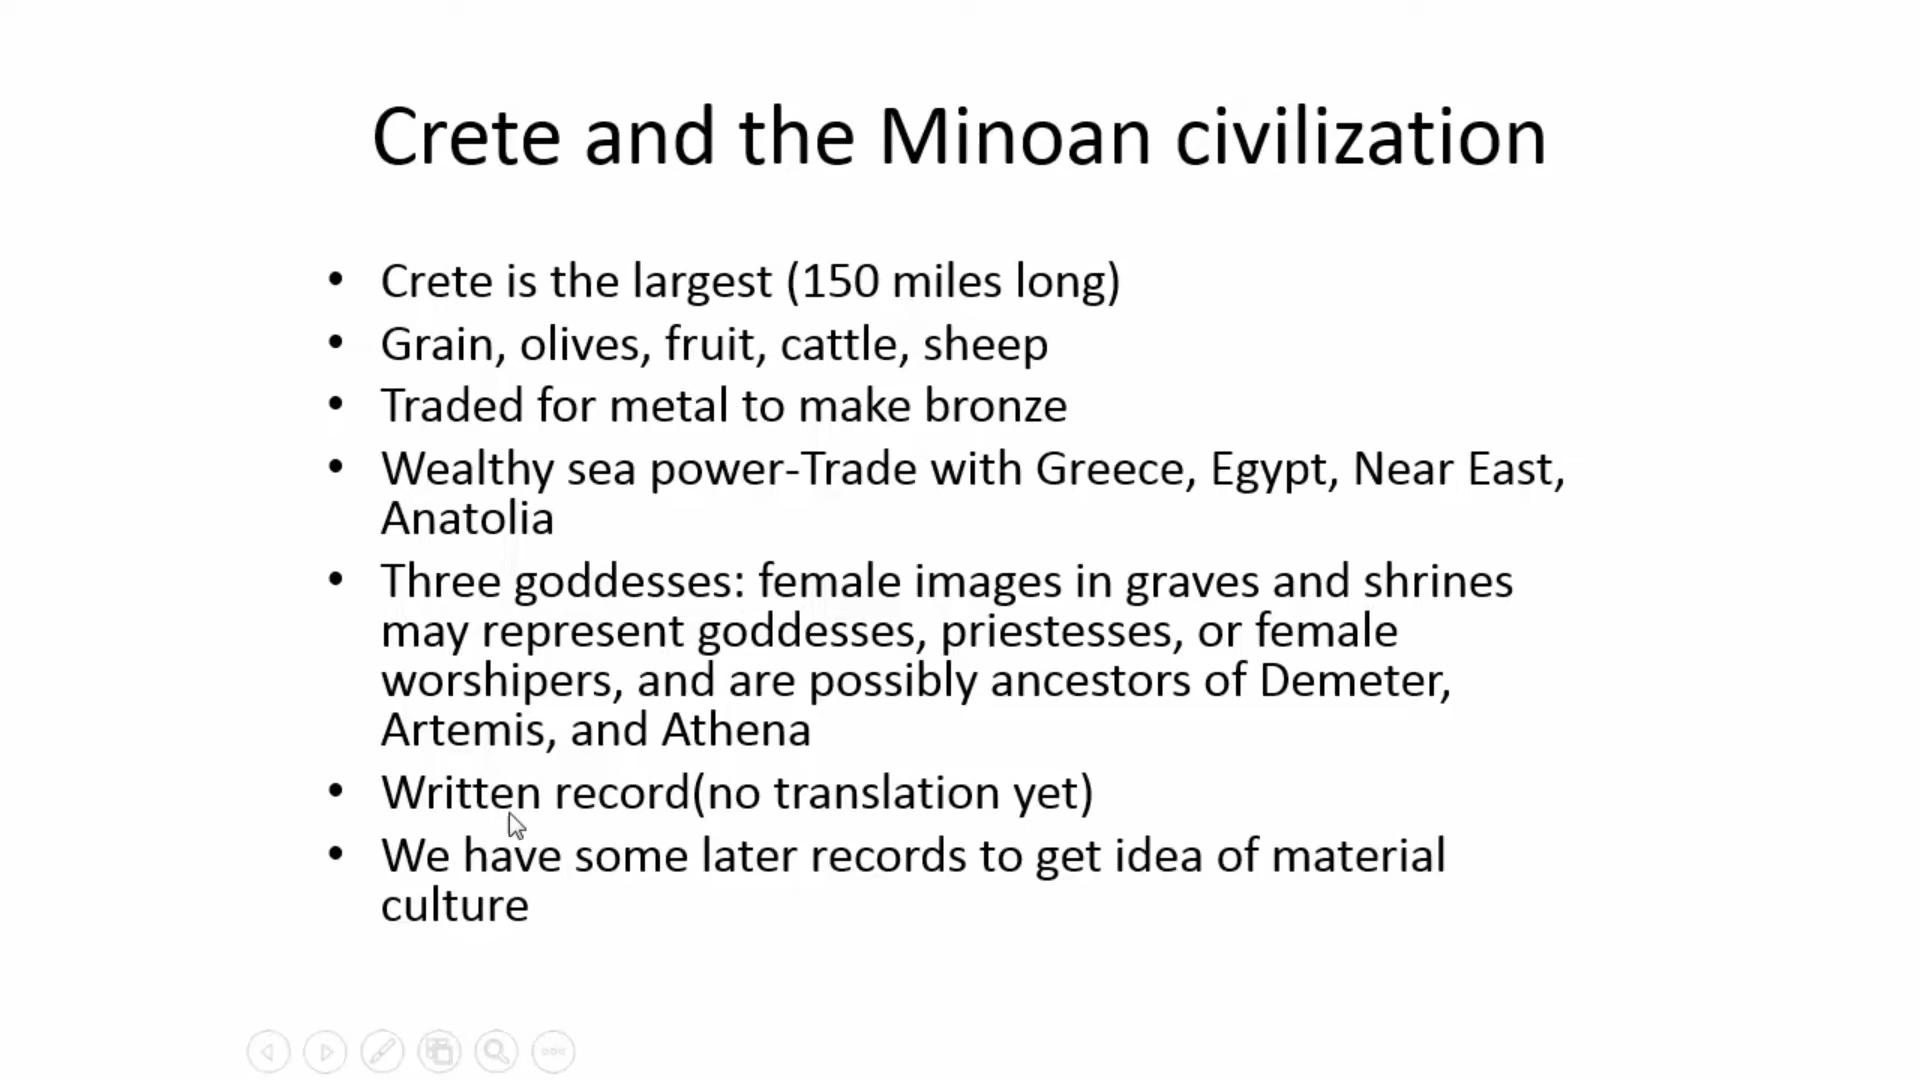 Crete and the Minoan civilization
• Crete is the largest (150 miles long)
• Grain, olives, fruit, cattle, sheep
• Traded for metal to make bronze
• Wealthy sea power-Trade with Greece, Egypt, Near East,
Anatolia
• Three goddesses: female images in graves and shrines
may represent goddesses, priestesses, or female
worshipers, and are possibly ancestors of Demeter,
Artemis, and Athena
• Written record(no translation yet)
• We have some later records to get idea of material
culture